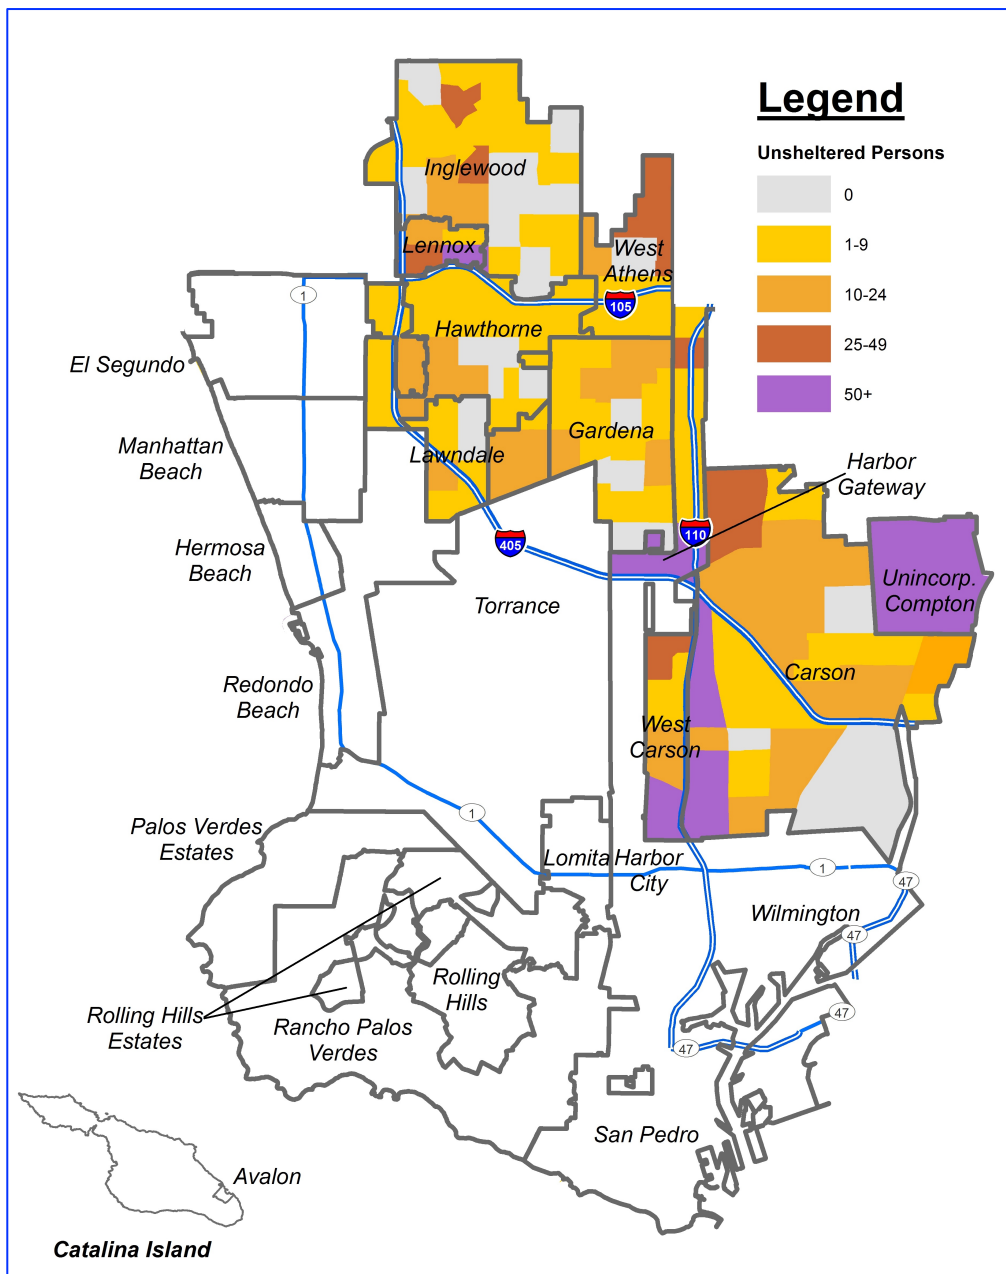 Legend
Unsheltered Persons
0
1-9
10-24
25-49
50+
Inglewood
Lennox
West
Athens
1
105
Hawthorne
El Segundo
Gardena
Manhattan
Beach
Lawndale
Harbor
Gateway
110
405
Hermosa
Beach
Unincorp.
Compton
Torrance
Carson
Redondo
Beach
West
Carson
1
Palos Verdes
Estates
Lomita
Harbor
City
1
47
Wilmington
47
Rolling
Hills
Rolling Hills
Estates
Rancho Palos
Verdes
47
47
San Pedro
Avalon
Catalina Island